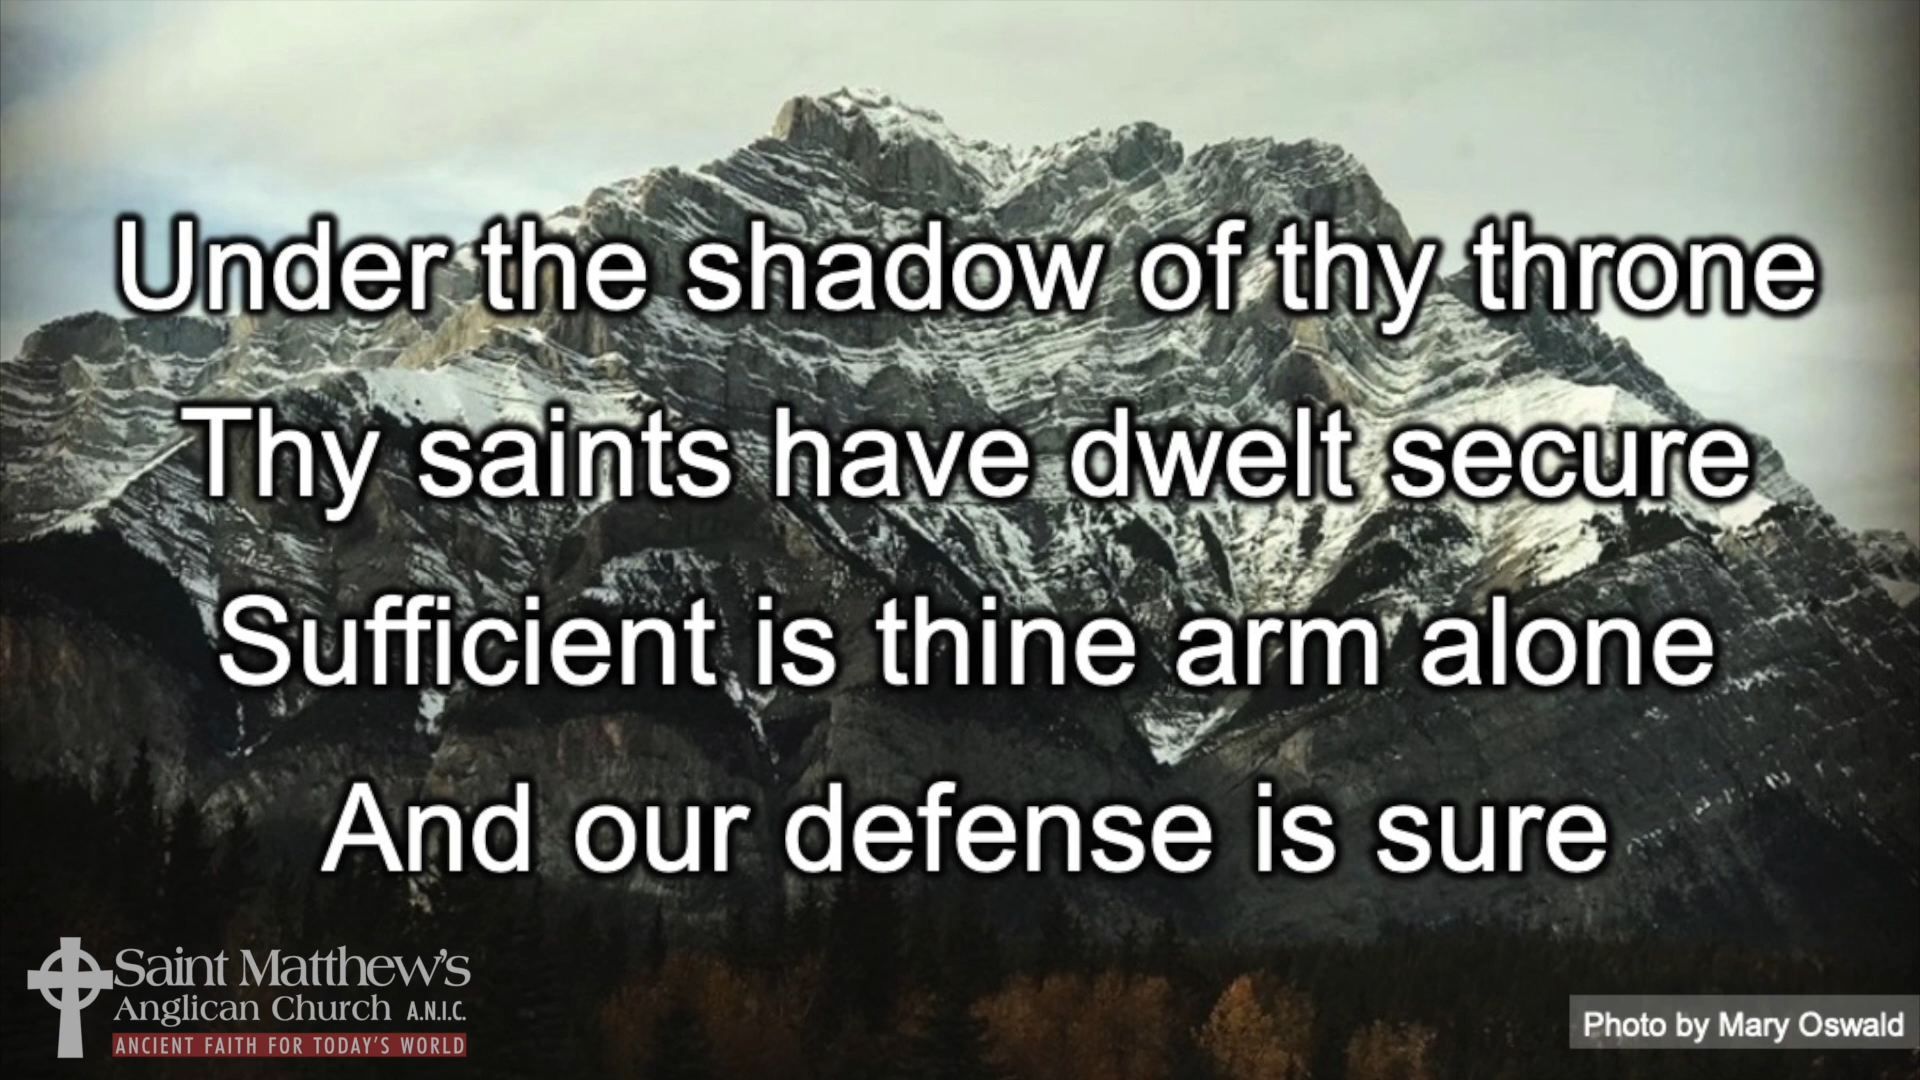 Under the shadow of thy throne
Thy saints have dwelt secure
Sufficient is thine arm alone
And our defense is sure
Saint Matthew's
Anglican Church A.N.I.C.
ANCIENT FAITH FOR TODAY'S WORLD
Photo by Mary Oswald